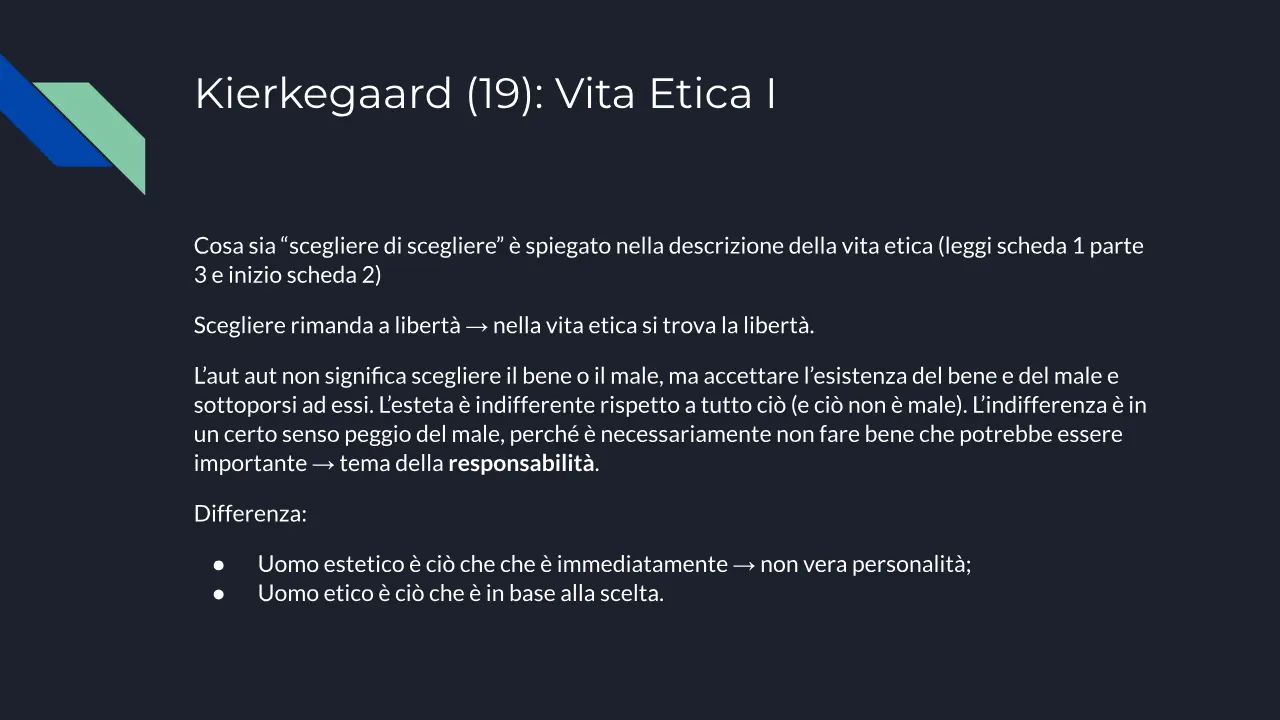 Kierkegaard (19): Vita Etica I
Cosa sia “scegliere di scegliere” è spiegato nella descrizione della vita etica (leggi scheda 1 parte
3 e inizio scheda 2)
Scegliere rimanda a libertà → nella vita etica si trova la libertà.
L’aut aut non significa scegliere il bene o il male, ma accettare l’esistenza del bene e del male e
sottoporsi ad essi. L’esteta è indifferente rispetto a tutto ciò (e ciò non è male). L’indifferenza è in
un certo senso peggio del male, perché è necessariamente non fare bene che potrebbe essere
importante → tema della responsabilità.
Differenza:
● Uomo estetico è ciò che che è immediatamente → non vera personalità;
● Uomo etico è ciò che è in base alla scelta.